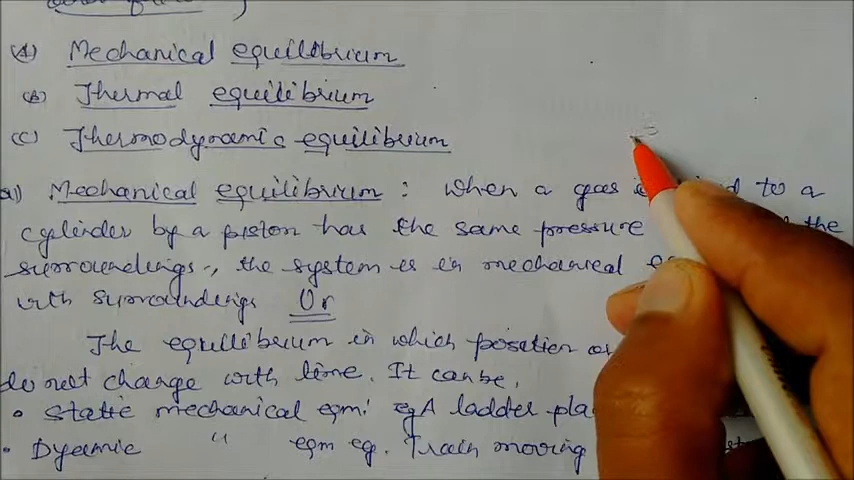 (A) Mechanical equilibrium
(B) Thermal equilibrium
(C) Thermodynamic equilibrium
a) Mechanical equilibrium : when a gas to a
cylinder by a piston has the same pressure the
surroundings, the system is in mechanical
with surroundings Or
The equilibrium in which position
do not change with time. It can be,
• Static mechanical eqm: eg A ladder
• Dyamic " eqm eg. Train moving